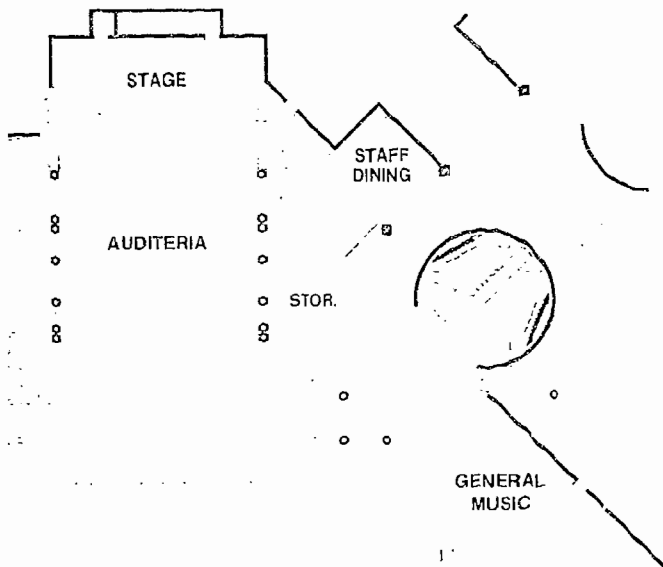 STAGE
STAFF
DINING
AUDITERIA
STOR.
GENERAL
MUSIC